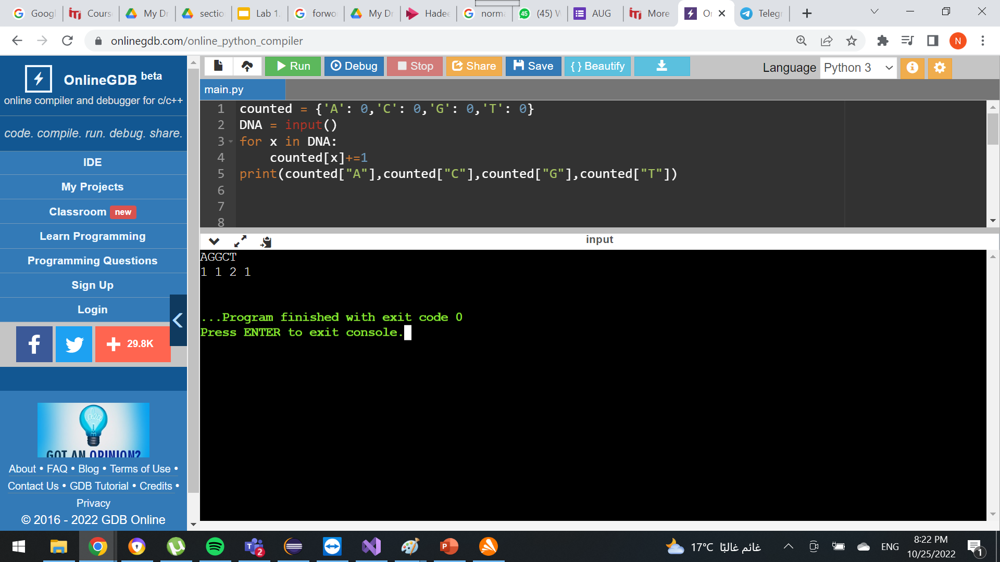 Googl
Cours
My Dr
sectio
Lab 1.
forwo
My Dr
Hadee
norma
45
(45) W
AUG
More
On
Telegr
onlinegdb.com/online_python_compiler
N
OnlineGDB beta
online compiler and debugger for c/c++
code. compile. run. debug. share.
IDE
My Projects
Classroom new
Learn Programming
Programming Questions
Sign Up
Login
f
29.8K
idea
GOT AN OPINION?
About • FAQ • Blog • Terms of Use •
Contact Us • GDB Tutorial • Credits •
Privacy
© 2016 - 2022 GDB Online
Run
Debug
Stop
Share
Save
{ } Beautify
Language Python 3
main.py
1 counted = {'A': 0,'C': 0,'G': 0,'T': 0}
2 DNA = input()
3 for x in DNA:
4     counted[x]+=1
5 print(counted["A"],counted["C"],counted["G"],counted["T"])
6
7
8
input
AGGCT
1 1 2 1
...Program finished with exit code 0
Press ENTER to exit console.
2
17°C غائم غالبًا
ENG
8:22 PM
10/25/2022
1